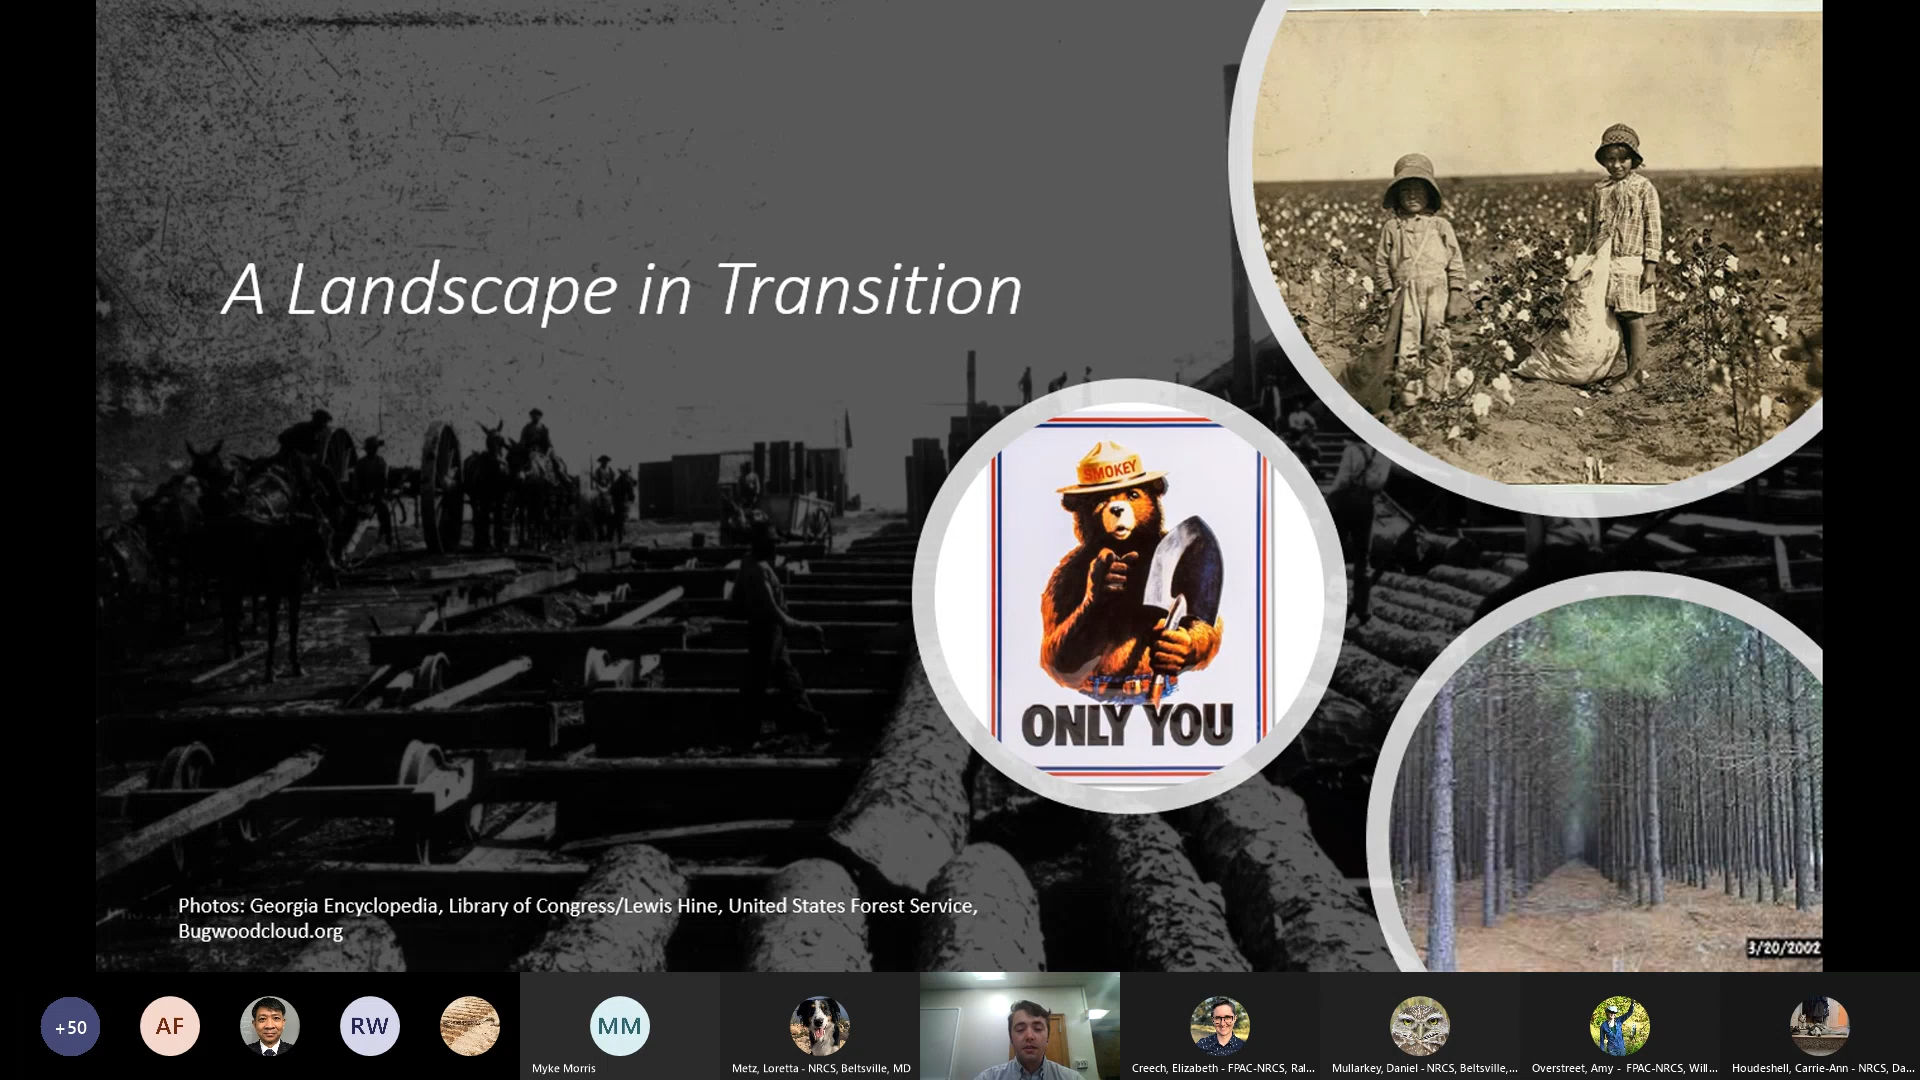 A Landscape in Transition
SMOKEY
ONLY YOU
Photos: Georgia Encyclopedia, Library of Congress/Lewis Hine, United States Forest Service,
Bugwoodcloud.org
3/20/2002
+50
AF
RW
MM
Myke Morris
Metz, Loretta - NRCS, Beltsville, MD
Creech, Elizabeth - FPAC-NRCS, Ral...
Mullarkey, Daniel - NRCS, Beltsville,...
Overstreet, Amy - FPAC-NRCS, Will...
Houdeshell, Carrie-Ann - NRCS, Da...